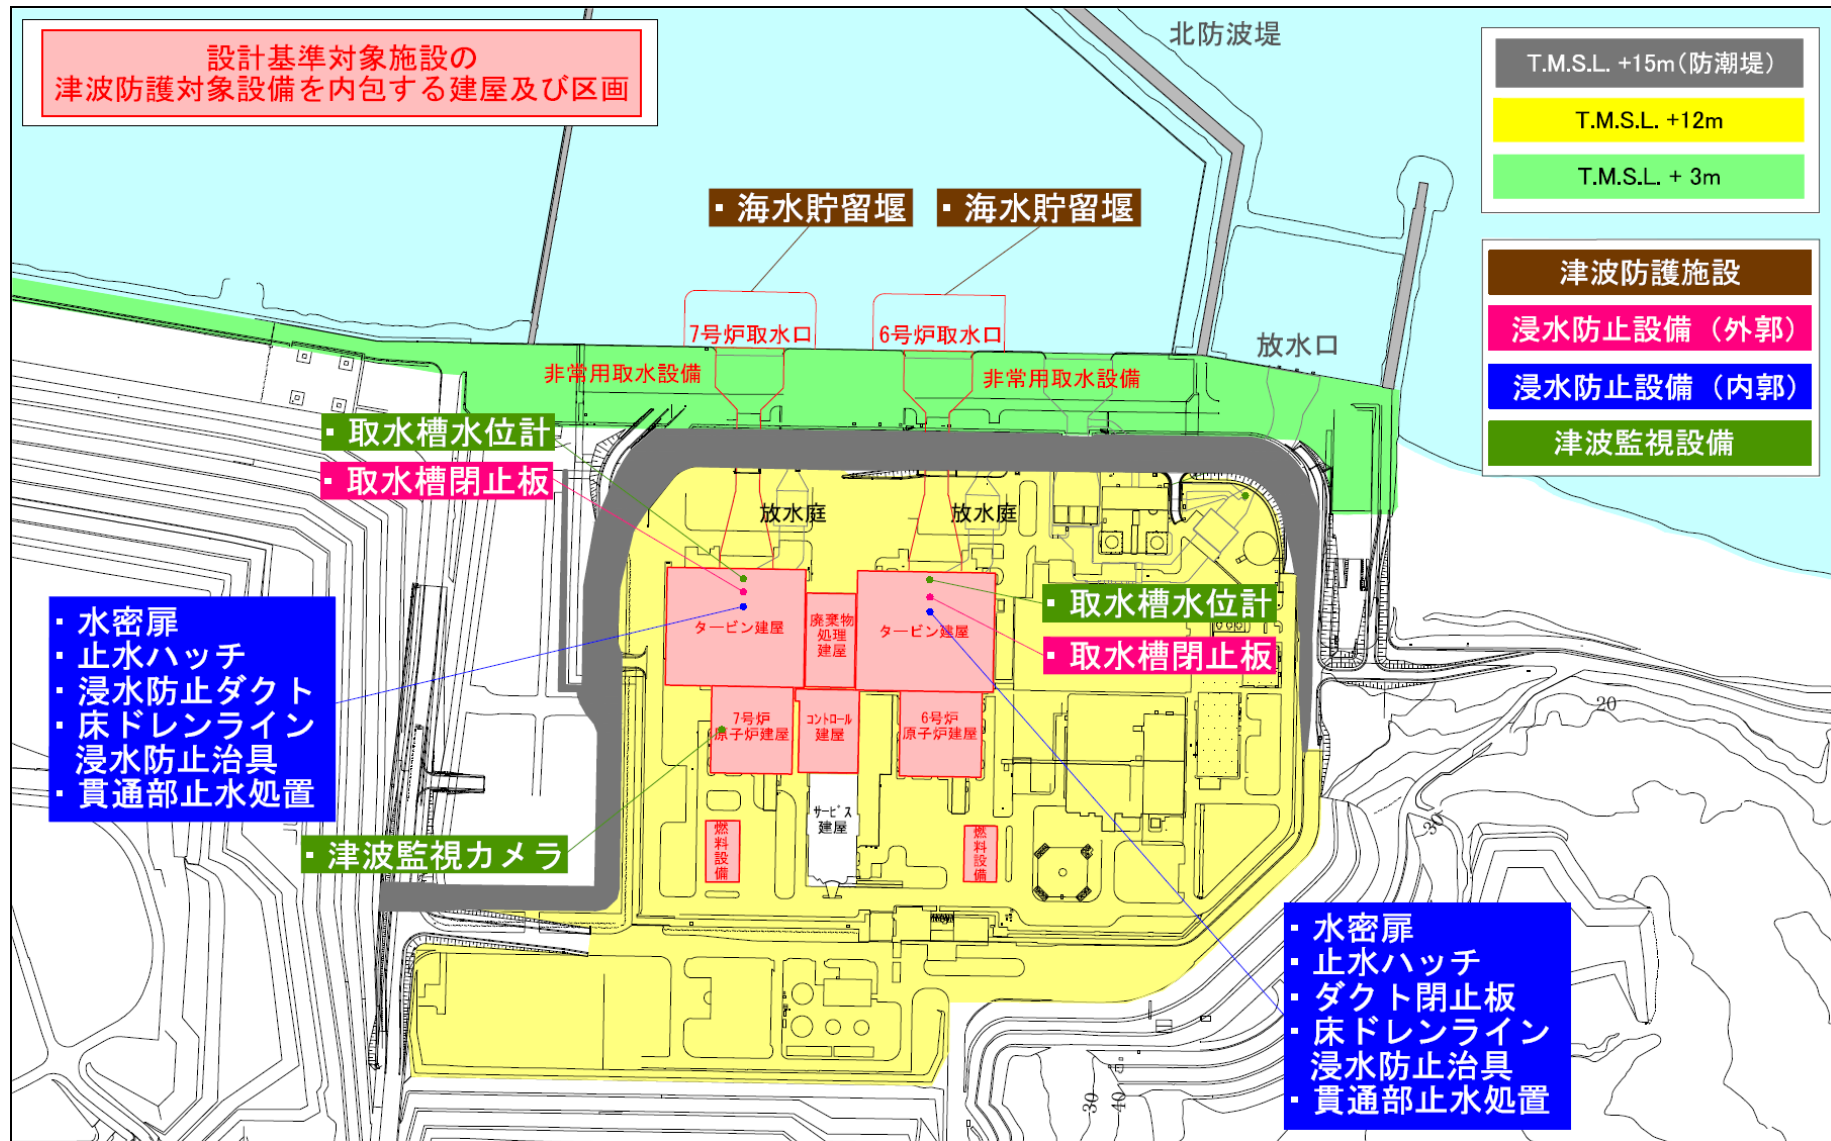 設計基準対象施設の
津波防護対象設備を内包する建屋及び区画
北防波堤
T.M.S.L. +15m(防潮堤)
T.M.S.L. +12m
T.M.S.L. + 3m
▪ 海水貯留堰
▪ 海水貯留堰
津波防護施設
浸水防止設備（外郭）
浸水防止設備（内郭）
津波監視設備
7号炉取水口
6号炉取水口
放水口
非常用取水設備
非常用取水設備
▪ 取水槽水位計
▪ 取水槽閉止板
放水庭
放水庭
▪ 水密扉
▪ 止水ハッチ
▪ 浸水防止ダクト
▪ 床ドレンライン
浸水防止治具
▪ 貫通部止水処置
タービン建屋
廃棄物
処理
建屋
タービン建屋
▪ 取水槽水位計
▪ 取水槽閉止板
7号炉
原子炉建屋
コントロール
建屋
6号炉
原子炉建屋
20
サービス
建屋
燃料設備
燃料設備
30
▪ 津波監視カメラ
▪ 水密扉
▪ 止水ハッチ
▪ ダクト閉止板
▪ 床ドレンライン
浸水防止治具
▪ 貫通部止水処置
30
40